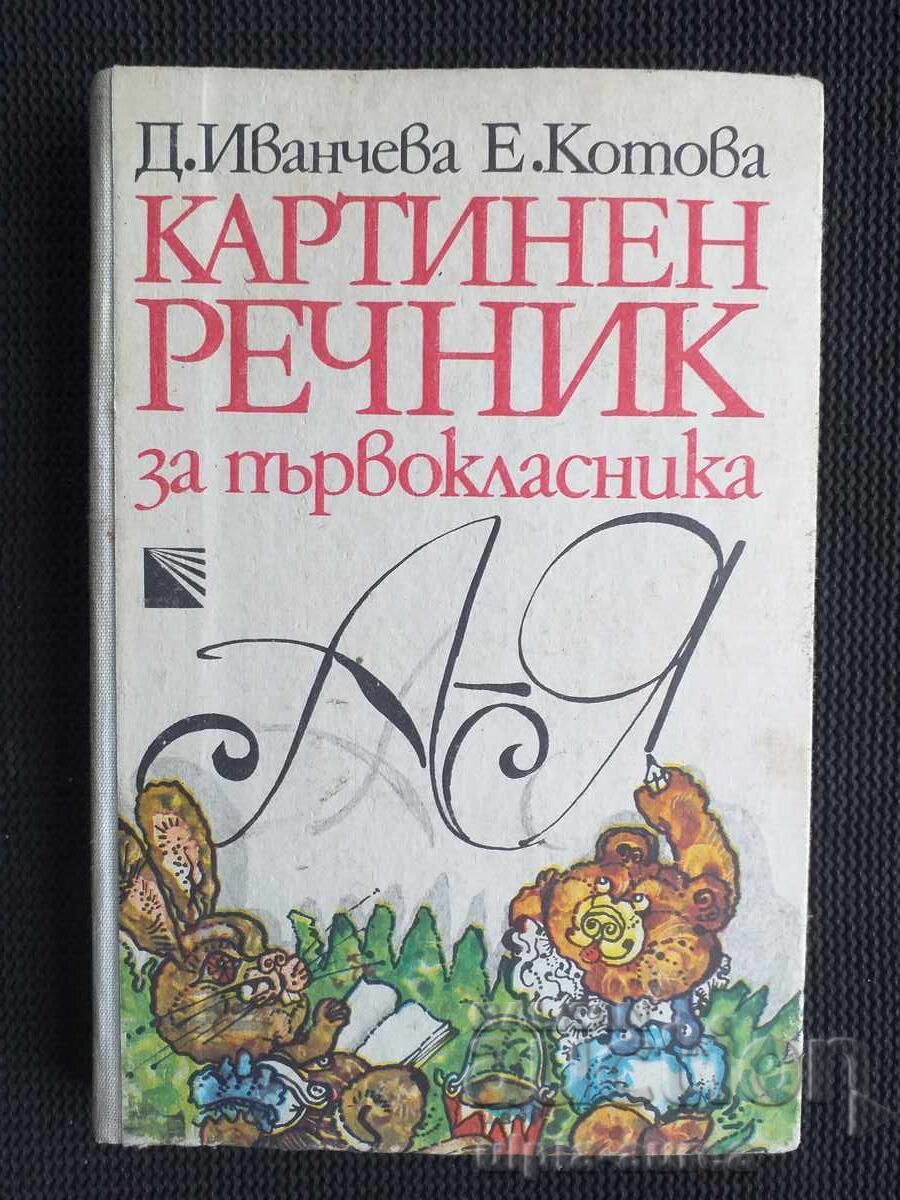 Д.Иванчева Е.Котова
КАРТИНЕН
РЕЧНИК
за първокласника
А-Я